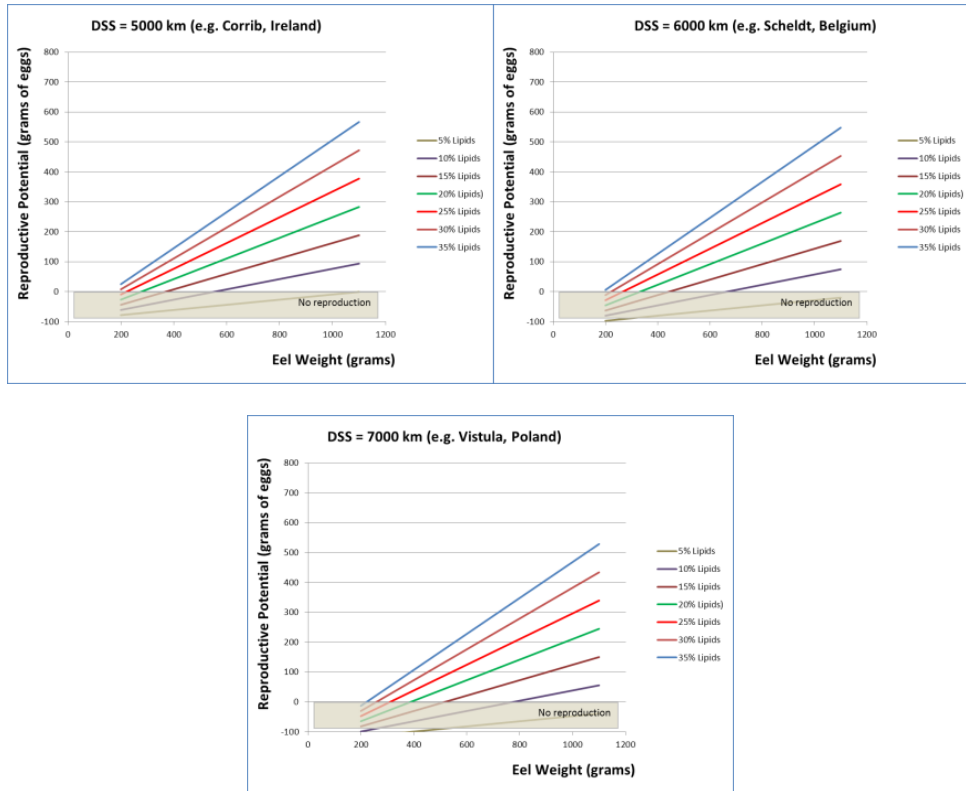 DSS = 5000 km (e.g. Corrib, Ireland)
Reproductive Potential (grams of eggs)
800
700
600
500
400
300
200
100
0
-100
No reproduction
0 200 400 600 800 1000 1200
Eel Weight (grams)
5% Lipids
10% Lipids
15% Lipids
20% Lipids)
25% Lipids
30% Lipids
35% Lipids
DSS = 6000 km (e.g. Scheldt, Belgium)
Reproductive Potential (grams of eggs)
800
700
600
500
400
300
200
100
0
-100
No reproduction
0 200 400 600 800 1000 1200
Eel Weight (grams)
5% Lipids
10% Lipids
15% Lipids
20% Lipids)
25% Lipids
30% Lipids
35% Lipids
DSS = 7000 km (e.g. Vistula, Poland)
Reproductive Potential (grams of eggs)
800
700
600
500
400
300
200
100
0
-100
No reproduction
0 200 400 600 800 1000 1200
Eel Weight (grams)
5% Lipids
10% Lipids
15% Lipids
20% Lipids)
25% Lipids
30% Lipids
35% Lipids